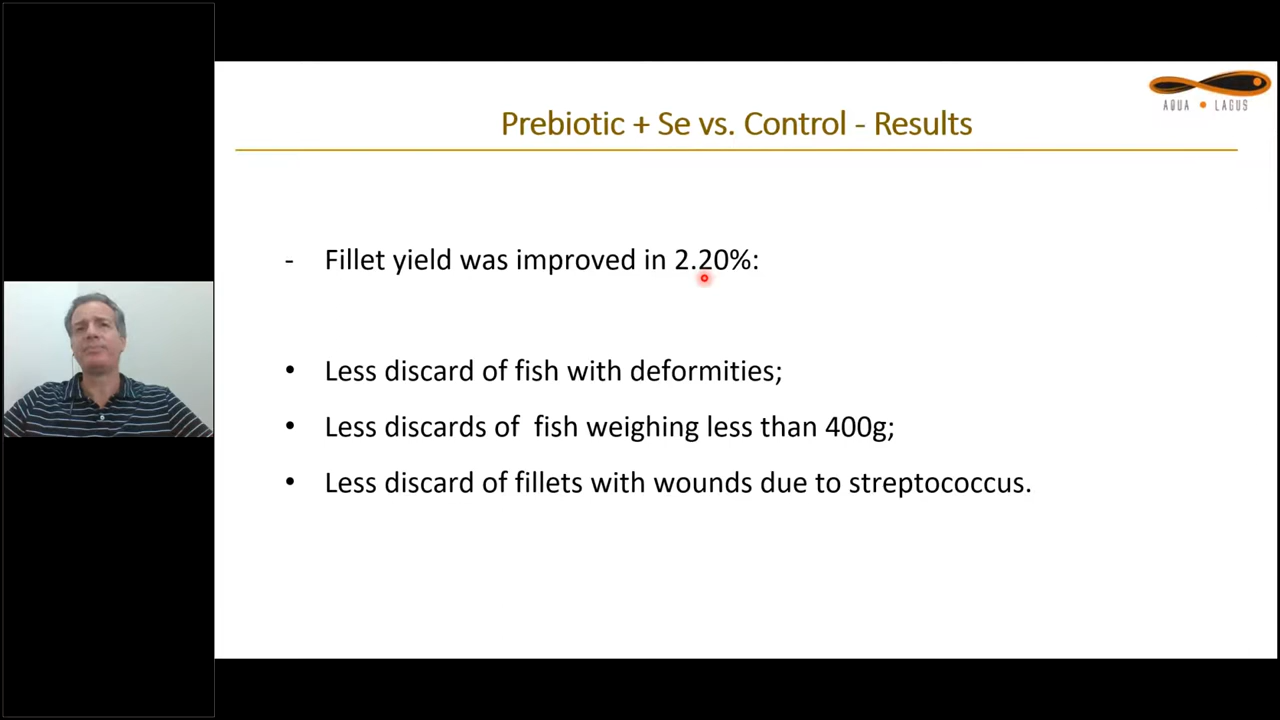 AQUA LAGUS
Prebiotic + Se vs. Control - Results
- Fillet yield was improved in 2.20%:
• Less discard of fish with deformities;
• Less discards of fish weighing less than 400g;
• Less discard of fillets with wounds due to streptococcus.